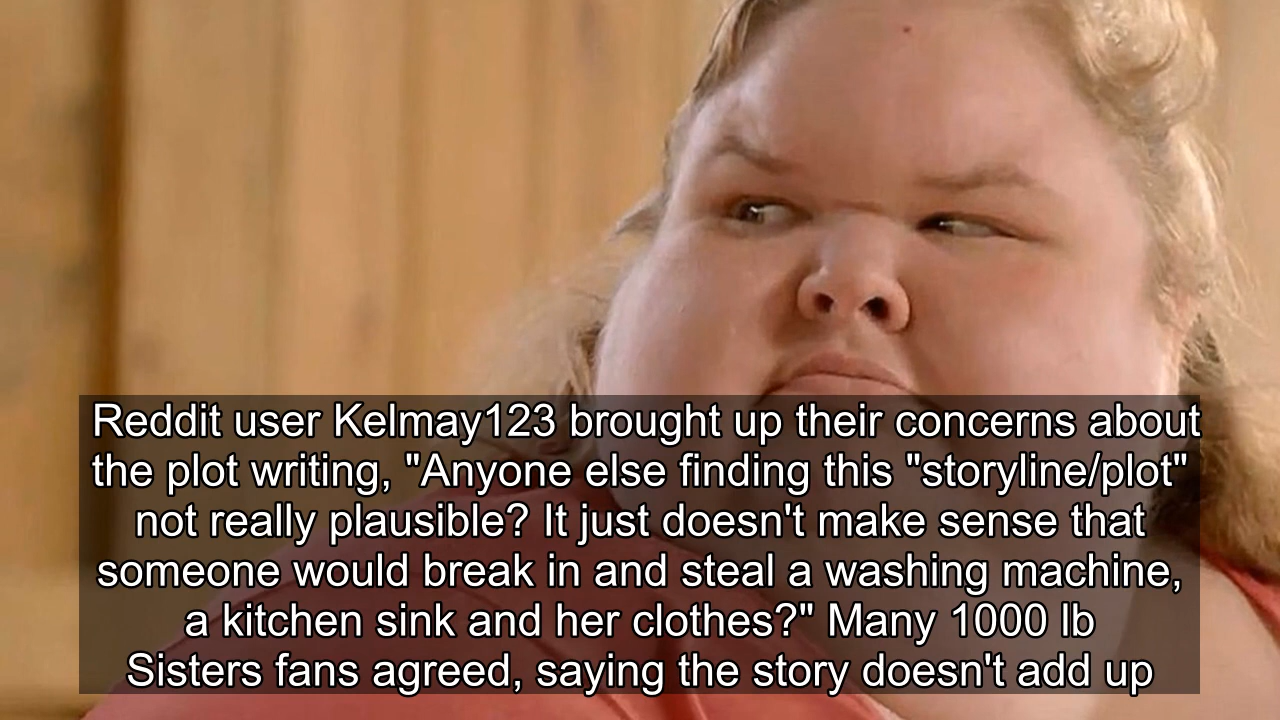 Reddit user Kelmay123 brought up their concerns about
the plot writing, "Anyone else finding this "storyline/plot"
not really plausible? It just doesn't make sense that
someone would break in and steal a washing machine,
a kitchen sink and her clothes?" Many 1000 lb
Sisters fans agreed, saying the story doesn't add up